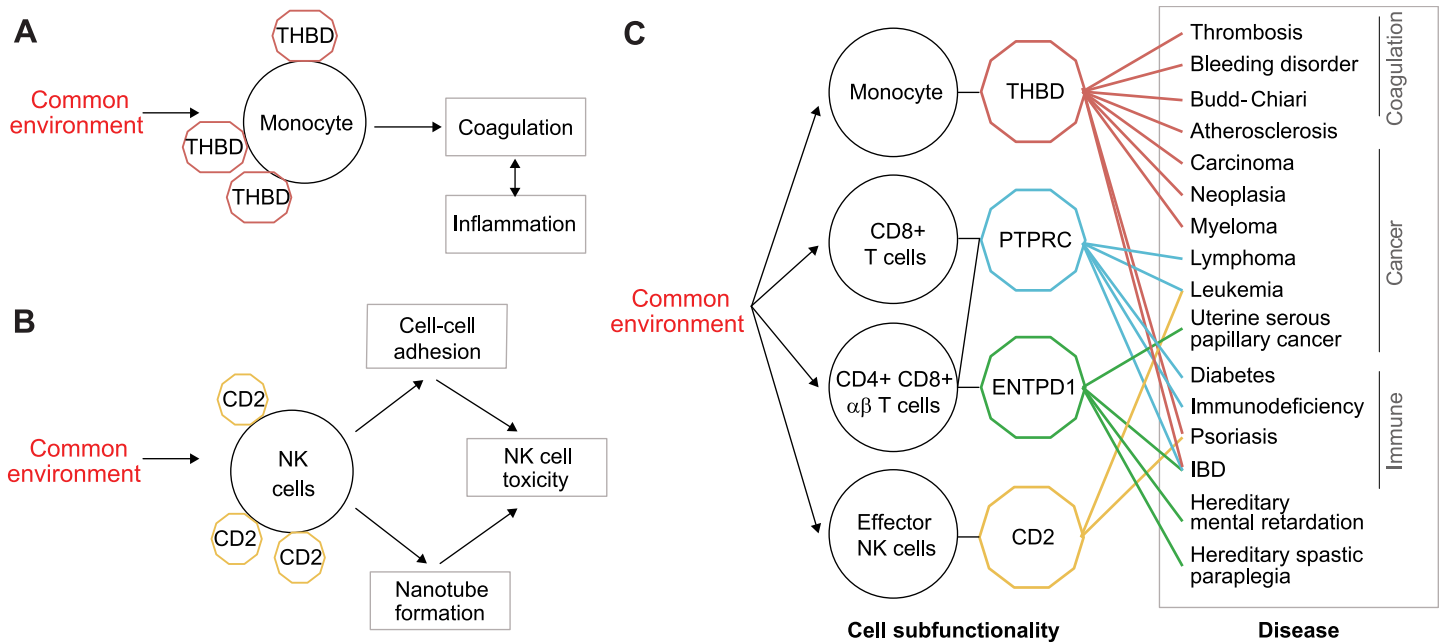 A
THBD
Common
environment
Monocyte
THBD
THBD
Coagulation
Inflammation
B
Common
environment
CD2
NK
cells
CD2
CD2
Cell-cell
adhesion
NK cell
toxicity
Nanotube
formation
C
Common
environment
Monocyte
THBD
CD8+
T cells
PTPRC
CD4+ CD8+
αβ T cells
ENTPD1
Effector
NK cells
CD2
Cell subfunctionality
Thrombosis
Bleeding disorder
Budd-Chiari
Atherosclerosis
Carcinoma
Neoplasia
Myeloma
Lymphoma
Leukemia
Uterine serous
papillary cancer
Diabetes
Immunodeficiency
Psoriasis
IBD
Hereditary
mental retardation
Hereditary spastic
paraplegia
Coagulation
Cancer
Immune
Disease